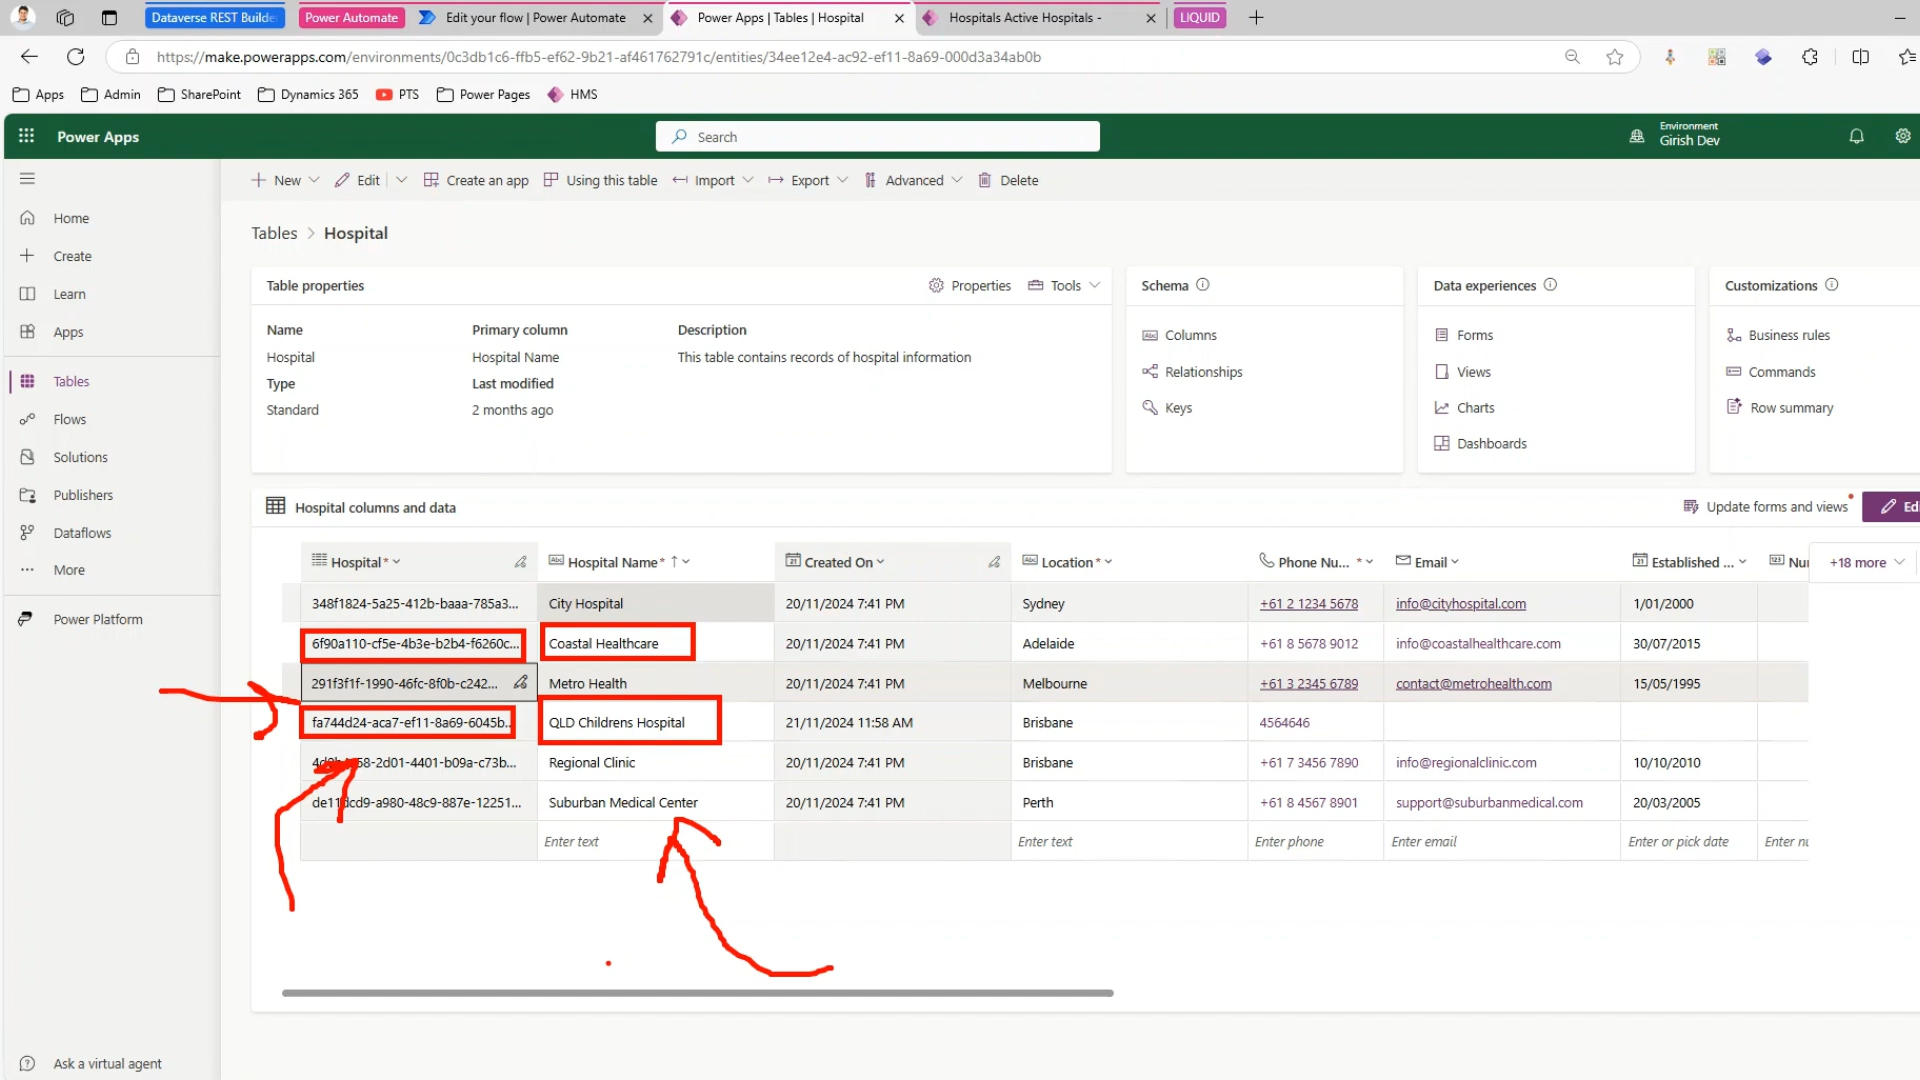 Dataverse REST Builde
Power Automate
Edit your flow | Power Automate
Power Apps | Tables | Hospital
Hospitals Active Hospitals -
LIQUID
https://make.powerapps.com/environments/0c3db1c6-ffb5-ef62-9b21-af461762791c/entities/34ee12e4-ac92-ef11-8a69-000d3a34ab0b
Apps
Admin
SharePoint
Dynamics 365
PTS
Power Pages
HMS
Power Apps
Search
Environment
Girish Dev
New
Edit
Create an app
Using this table
Import
Export
Advanced
Delete
Home
Create
Learn
Apps
Tables
Flows
Solutions
Publishers
Dataflows
More
Power Platform
Ask a virtual agent
Tables > Hospital
Table properties
Properties
Tools
Name
Primary column
Description
Hospital
Hospital Name
This table contains records of hospital information
Type
Last modified
Standard
2 months ago
Schema
Columns
Relationships
Keys
Data experiences
Forms
Views
Charts
Dashboards
Customizations
Business rules
Commands
Row summary
Hospital columns and data
Update forms and views
Edi
Hospital *
Hospital Name *
Created On
Location *
Phone Nu... *
Email
Established ...
Nu
+18 more
348f1824-5a25-412b-baaa-785a3...
City Hospital
20/11/2024 7:41 PM
Sydney
+61 2 1234 5678
info@cityhospital.com
1/01/2000
6f90a110-cf5e-4b3e-b2b4-f6260c...
Coastal Healthcare
20/11/2024 7:41 PM
Adelaide
+61 8 5678 9012
info@coastalhealthcare.com
30/07/2015
291f3f1f-1990-46fc-8f0b-c242...
Metro Health
20/11/2024 7:41 PM
Melbourne
+61 3 2345 6789
contact@metrohealth.com
15/05/1995
fa744d24-aca7-ef11-8a69-6045b...
QLD Childrens Hospital
21/11/2024 11:58 AM
Brisbane
4564646
Regional Clinic
20/11/2024 7:41 PM
Brisbane
+61 7 3456 7890
info@regionalclinic.com
10/10/2010
Suburban Medical Center
20/11/2024 7:41 PM
Perth
+61 8 4567 8901
support@suburbanmedical.com
20/03/2005
Enter text
Enter text
Enter phone
Enter email
Enter or pick date
Enter nu